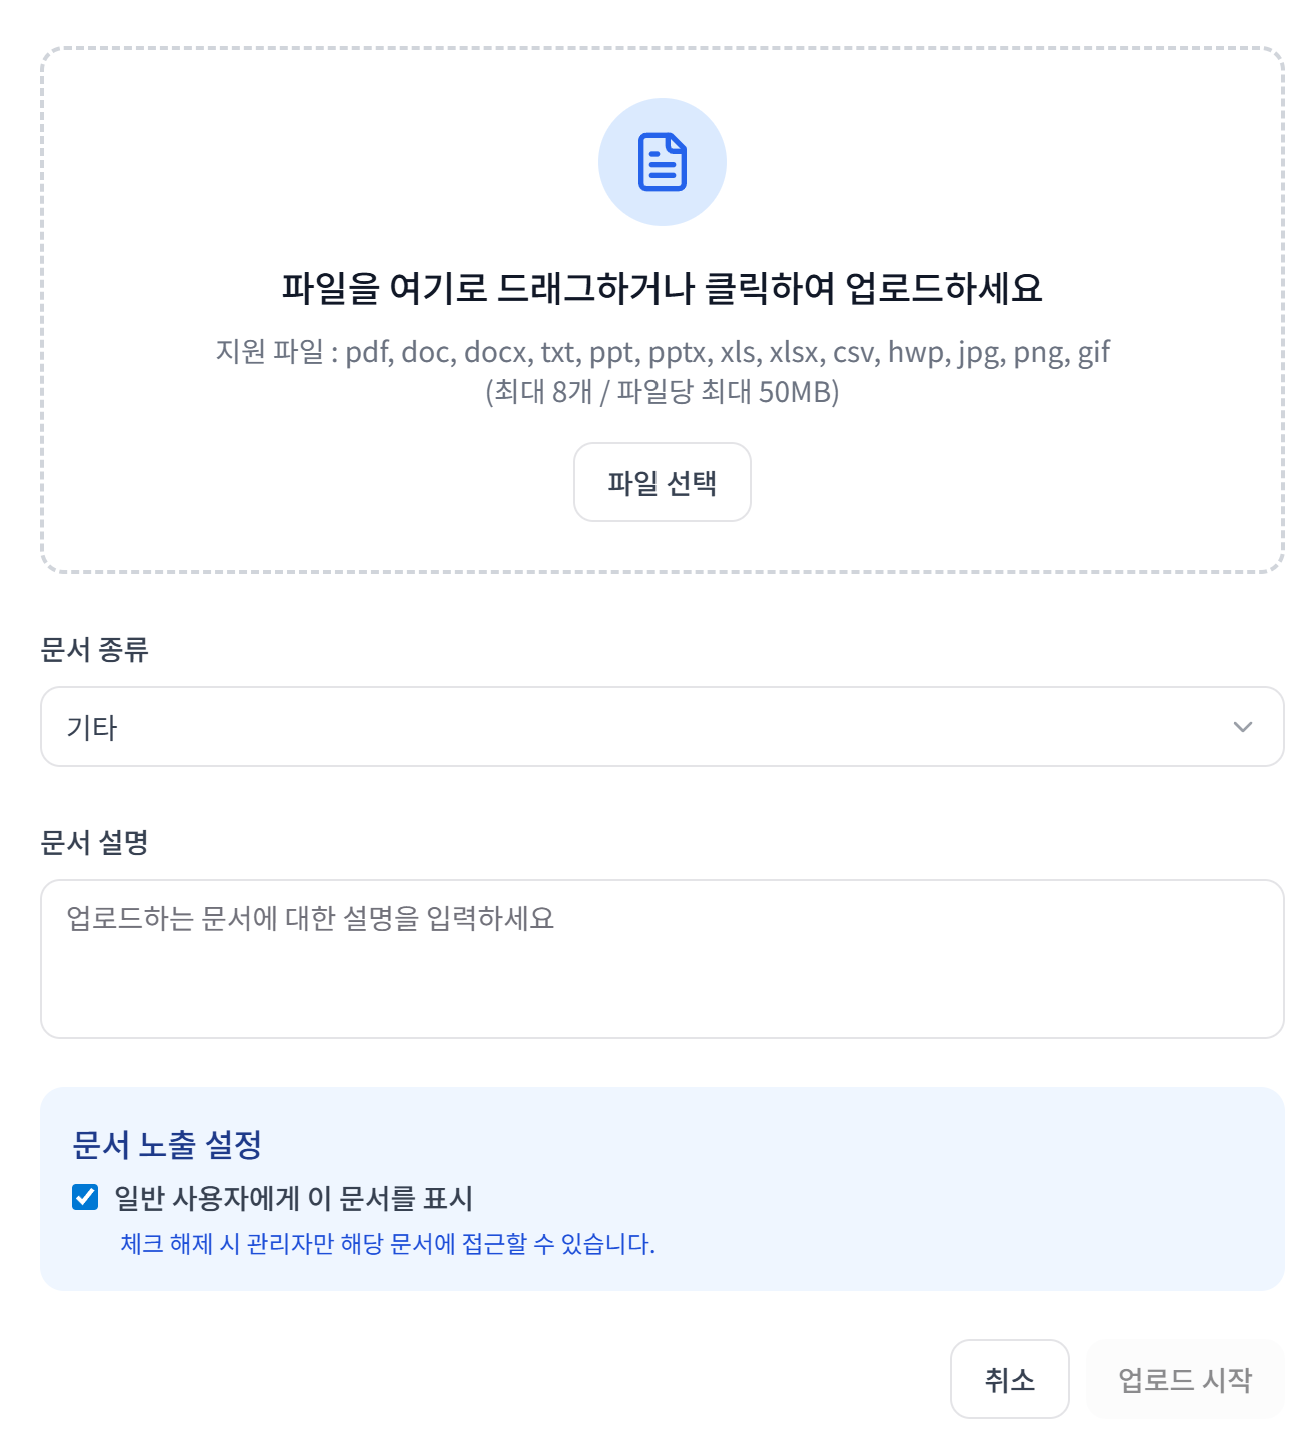 파일을 여기로 드래그하거나 클릭하여 업로드하세요
지원 파일 : pdf, doc, docx, txt, ppt, pptx, xls, xlsx, csv, hwp, jpg, png, gif
(최대 8개 / 파일당 최대 50MB)
파일 선택
문서 종류
기타
문서 설명
업로드하는 문서에 대한 설명을 입력하세요
문서 노출 설정
일반 사용자에게 이 문서를 표시
체크 해제 시 관리자만 해당 문서에 접근할 수 있습니다.
취소
업로드 시작